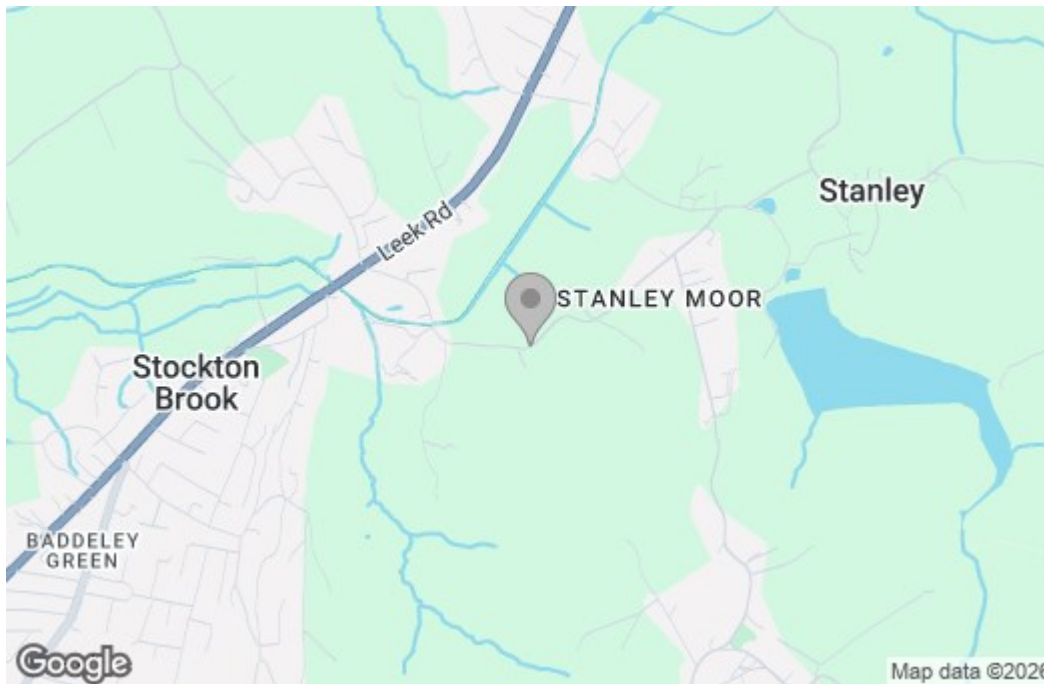 Stanley
Leek Rd
STANLEY MOOR
Stockton
Brook
BADDELEY
GREEN
Google
Map data ©2026